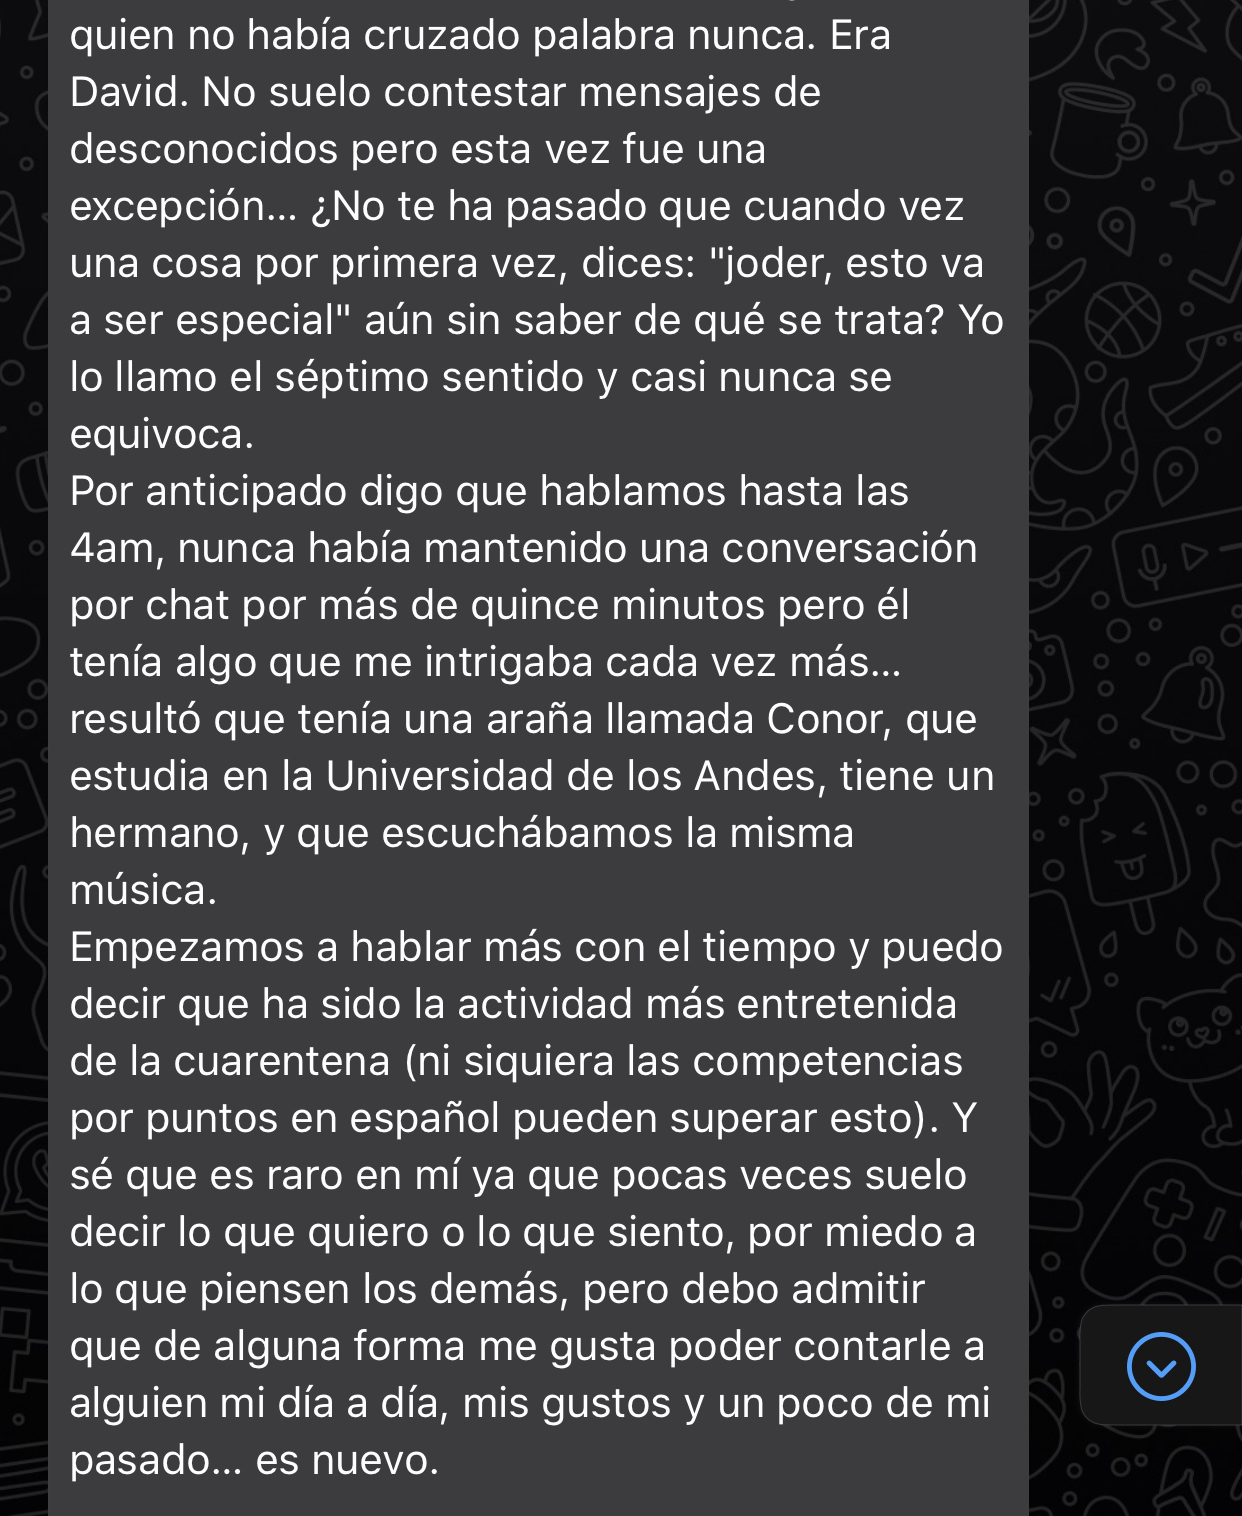 quien no había cruzado palabra nunca. Era
David. No suelo contestar mensajes de
desconocidos pero esta vez fue una
excepción... ¿No te ha pasado que cuando vez
una cosa por primera vez, dices: "joder, esto va
a ser especial" aún sin saber de qué se trata? Yo
lo llamo el séptimo sentido y casi nunca se
equivoca.
Por anticipado digo que hablamos hasta las
4am, nunca había mantenido una conversación
por chat por más de quince minutos pero él
tenía algo que me intrigaba cada vez más...
resultó que tenía una araña llamada Conor, que
estudia en la Universidad de los Andes, tiene un
hermano, y que escuchábamos la misma
música.
Empezamos a hablar más con el tiempo y puedo
decir que ha sido la actividad más entretenida
de la cuarentena (ni siquiera las competencias
por puntos en español pueden superar esto). Y
sé que es raro en mí ya que pocas veces suelo
decir lo que quiero o lo que siento, por miedo a
lo que piensen los demás, pero debo admitir
que de alguna forma me gusta poder contarle a
alguien mi día a día, mis gustos y un poco de mi
pasado... es nuevo.